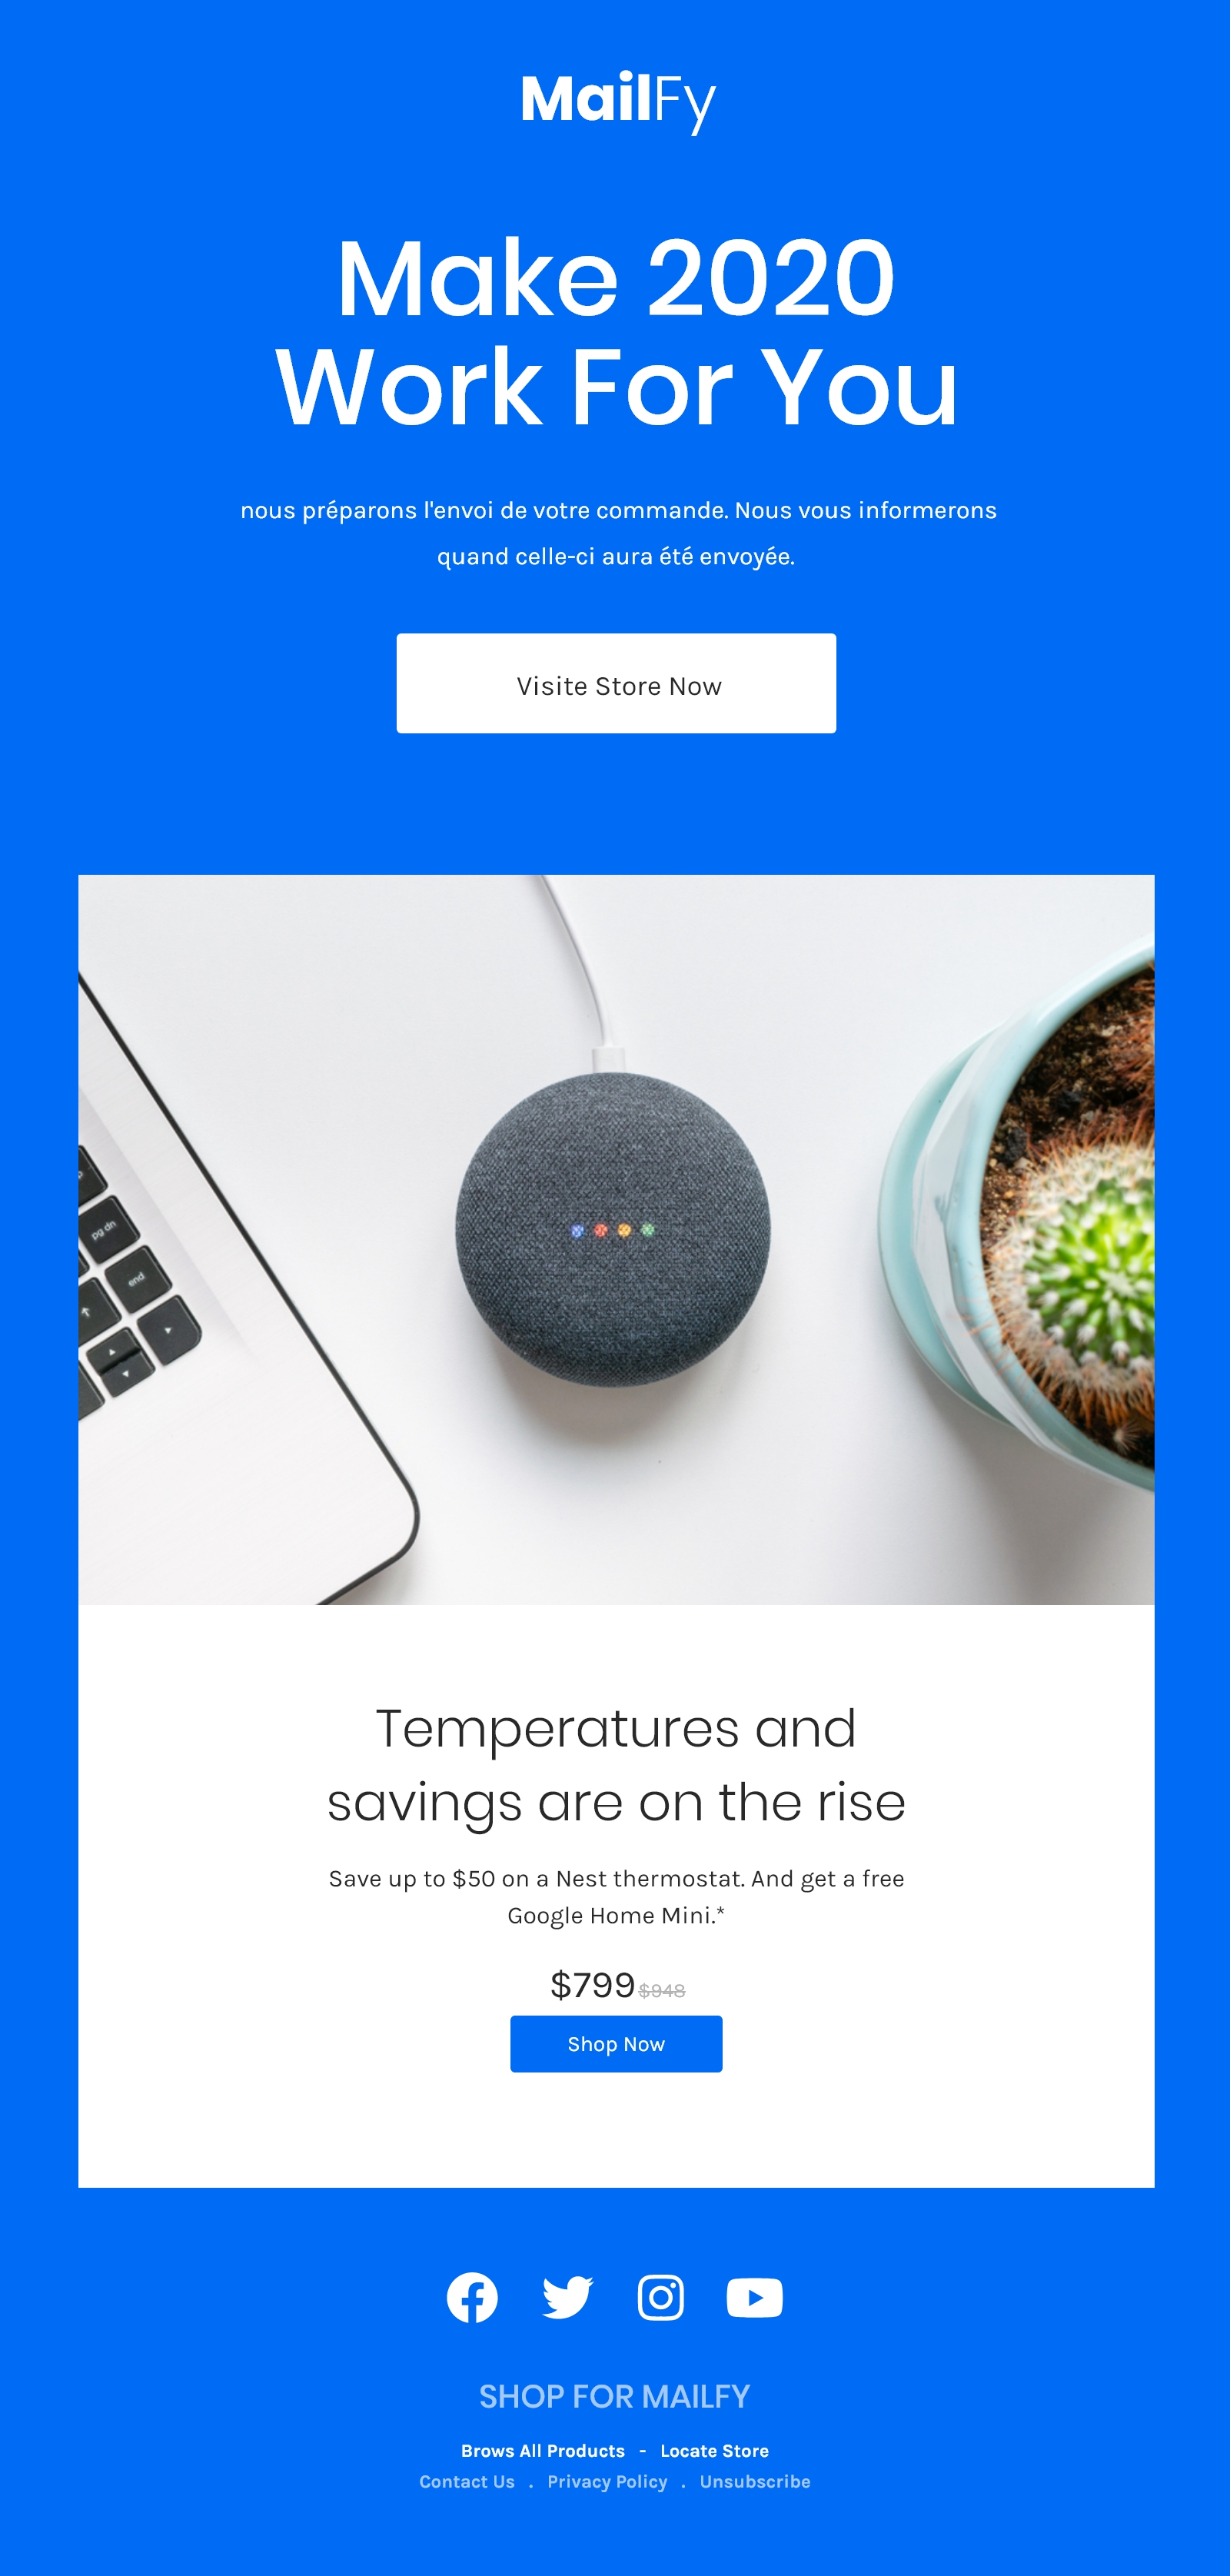 MailFy
Make 2020
Work For You
nous préparons l'envoi de votre commande. Nous vous informerons
quand celle-ci aura été envoyée.
Visite Store Now
pg dn
end
Temperatures and
savings are on the rise
Save up to $50 on a Nest thermostat. And get a free
Google Home Mini.*
$799 $948
Shop Now
SHOP FOR MAILFY
Brows All Products - Locate Store
Contact Us . Privacy Policy . Unsubscribe